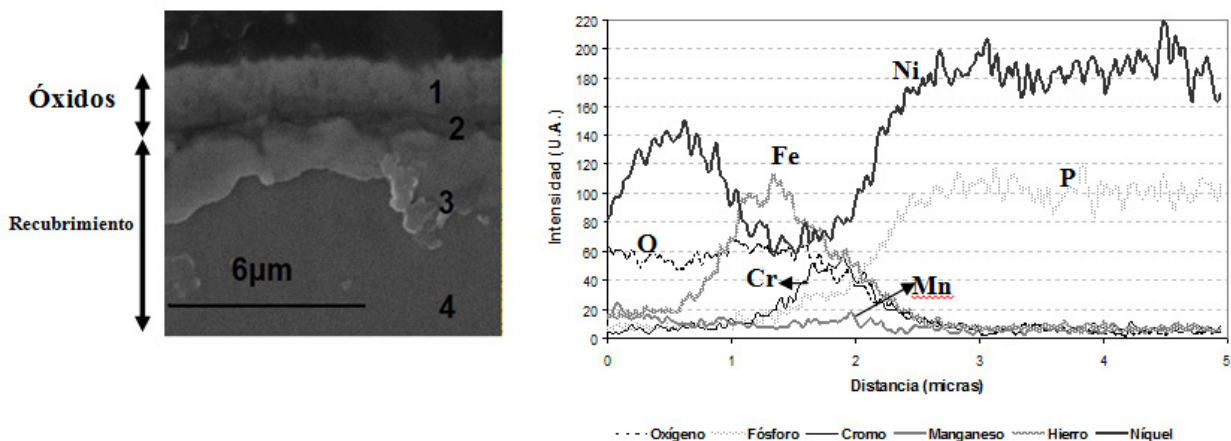 Óxidos
Recubrimiento
1
2
3
4
6µm
Intensidad (U.A.)
220
200
180
160
140
120
100
80
60
40
20
0
Ni
Fe
P
O
Cr
Mn
0 1 2 3 4 5
Distancia (micras)
Oxígeno Fósforo Cromo Manganeso Hierro Níquel